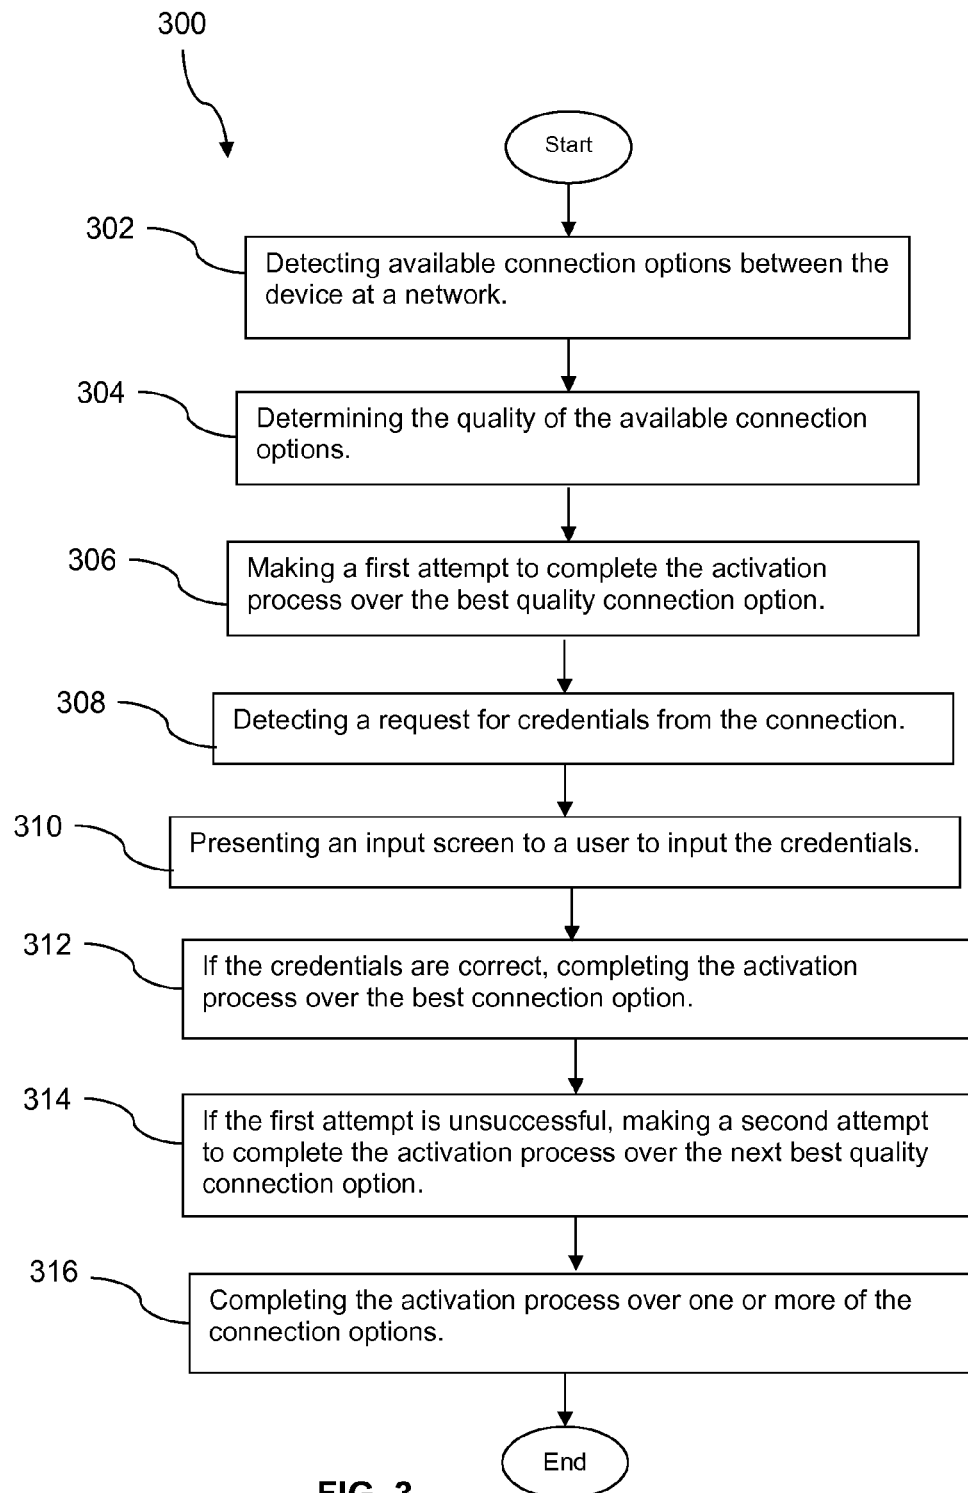 300
Start
302
Detecting available connection options between the
device at a network.
304
Determining the quality of the available connection
options.
306
Making a first attempt to complete the activation
process over the best quality connection option.
308
Detecting a request for credentials from the connection.
310
Presenting an input screen to a user to input the credentials.
312
If the credentials are correct, completing the activation
process over the best connection option.
314
If the first attempt is unsuccessful, making a second attempt
to complete the activation process over the next best quality
connection option.
316
Completing the activation process over one or more of the
connection options.
End
FIG. 3